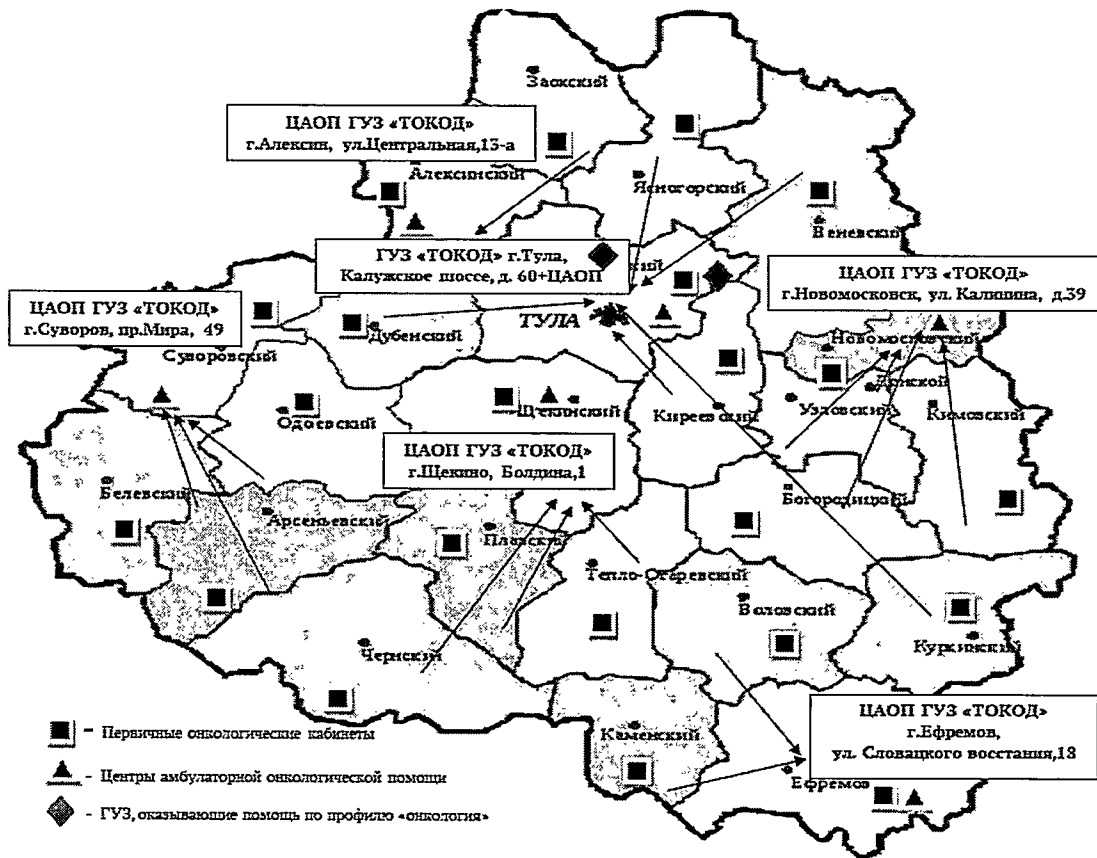 Заокский
ЦАОП ГУЗ «ТОКОД»
г.Алексин, ул.Центральная,13-а
Алексинский
Ясногорский
Веневский
ГУЗ «ТОКОД» г.Тула,
Калужское шоссе, д. 60+ЦАОП
кий
ЦАОП ГУЗ «ТОКОД»
г.Новомосковск, ул. Калинина, д.39
ЦАОП ГУЗ «ТОКОД»
г.Суворов, пр.Мира, 49
ТУЛА
Дубенский
Суворовский
Новомосковский
Донской
Щекинский
Одоевский
Киреевский
Узловский
Кимовский
ЦАОП ГУЗ «ТОКОД»
г.Щекино, Болдина,1
Белевский
Богородицкий
Арсеньевский
Плавский
Тепло-Огаревский
Воловский
Чернский
Куркинский
Каменский
ЦАОП ГУЗ «ТОКОД»
г.Ефремов,
ул. Словацкого восстания,18
Ефремов
- Первичные онкологические кабинеты
- Центры амбулаторной онкологической помощи
- ГУЗ, оказывающие помощь по профилю «онкология»